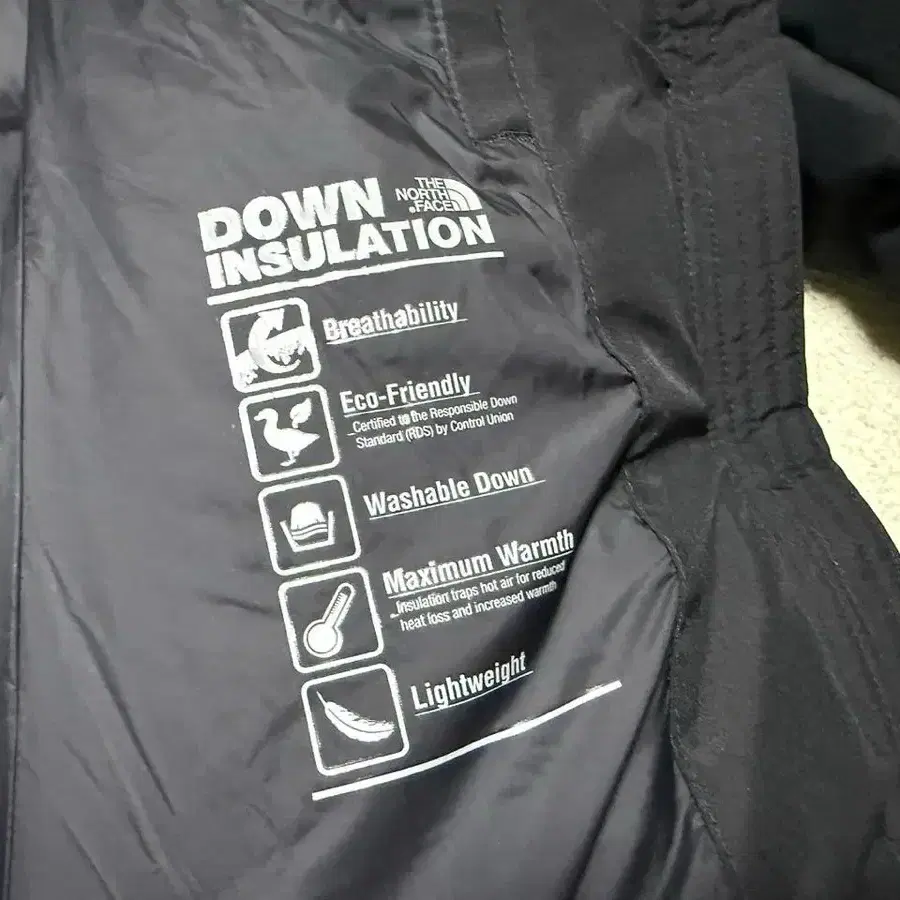 DOWN
THE
NORTH
FACE
INSULATION
Breathability
Eco-Friendly
Certified to the Responsible Down
Standard (RDS) by Control Union
Washable Down
Maximum Warmth
Insulation traps hot air for reduced
heat loss and increased warmth
Lightweight